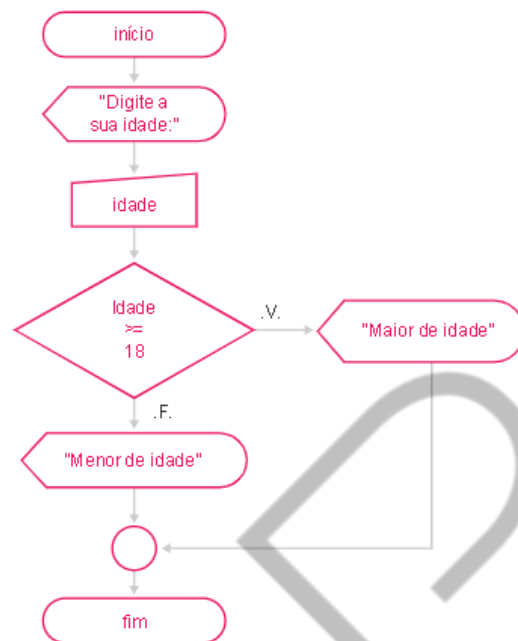 início
"Digite a
sua idade:"
idade
Idade
>=
18
.V.
"Maior de idade"
.F.
"Menor de idade"
fim